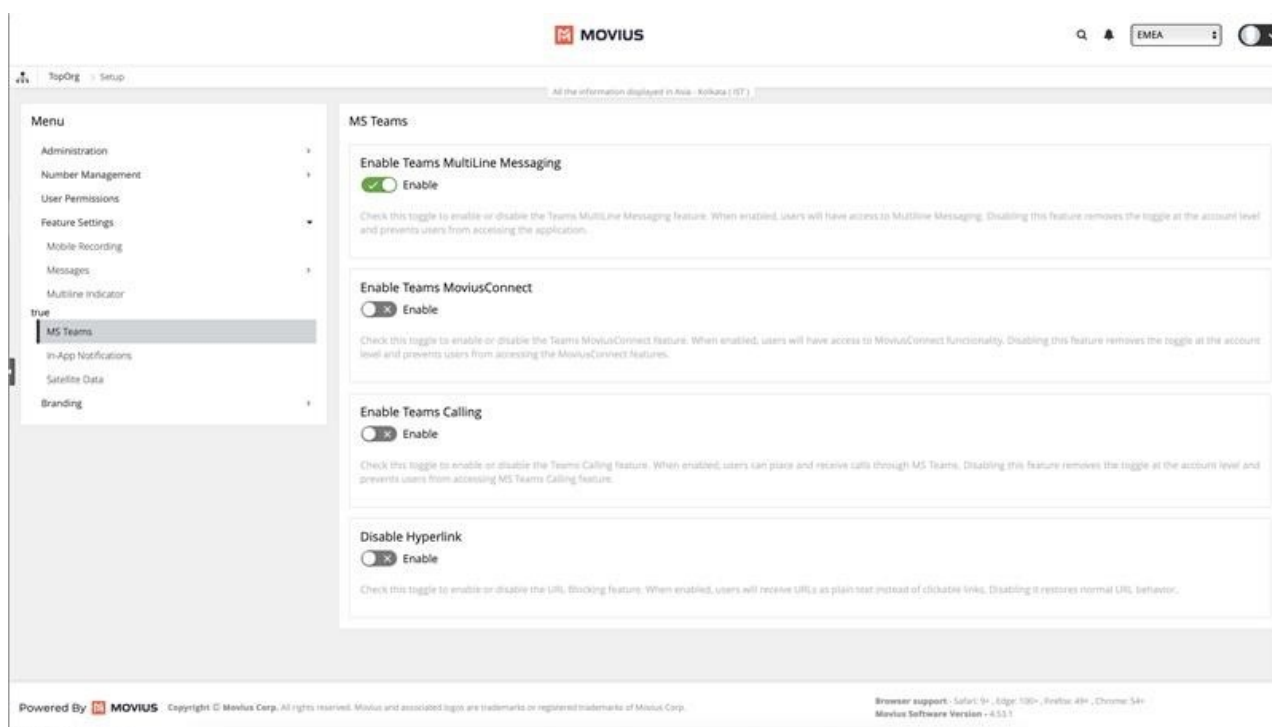 MOVIUS
EMEA
TopOrg > Setup
All the information displayed in Asia - Kolkata ( IST )
Menu
Administration
Number Management
User Permissions
Feature Settings
Mobile Recording
Messages
Multiline Indicator
true
MS Teams
In-App Notifications
Satellite Data
Branding
MS Teams
Enable Teams MultiLine Messaging
Enable
Check this toggle to enable or disable the Teams MultiLine Messaging feature. When enabled, users will have access to Multiline Messaging. Disabling this feature removes the toggle at the account level
and prevents users from accessing the application.
Enable Teams MoviusConnect
Enable
Check this toggle to enable or disable the Teams MoviusConnect feature. When enabled, users will have access to MoviusConnect functionality. Disabling this feature removes the toggle at the account
level and prevents users from accessing the MoviusConnect features.
Enable Teams Calling
Enable
Check this toggle to enable or disable the Teams Calling feature. When enabled, users can place and receive calls through MS Teams. Disabling this feature removes the toggle at the account level and
prevents users from accessing MS Teams Calling feature.
Disable Hyperlink
Enable
Check this toggle to enable or disable the URL Blocking feature. When enabled, users will receive URLs as plain text instead of clickable links. Disabling it restores normal URL behavior.
Powered By MOVIUS Copyright © Movius Corp. All rights reserved. Movius and associated logos are trademarks or registered trademarks of Movius Corp.
Browser support - Safari: 9+ , Edge: 100+ , Firefox: 49+ , Chrome: 54+
Movius Software Version - 4.53.1